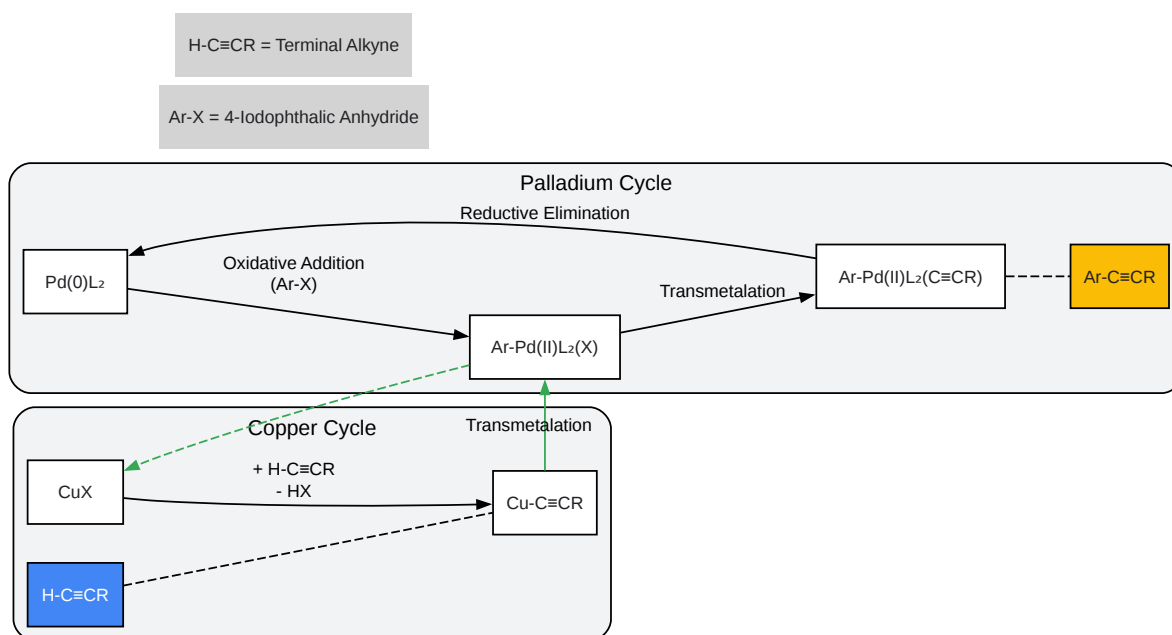 H-C≡CR = Terminal Alkyne
Ar-X = 4-Iodophthalic Anhydride
Palladium Cycle
Reductive Elimination
Pd(0)L₂
Oxidative Addition
(Ar-X)
Ar-Pd(II)L₂(X)
Transmetalation
Ar-Pd(II)L₂(C≡CR)
Ar-C≡CR
Copper Cycle
Transmetalation
CuX
+ H-C≡CR
- HX
Cu-C≡CR
H-C≡CR